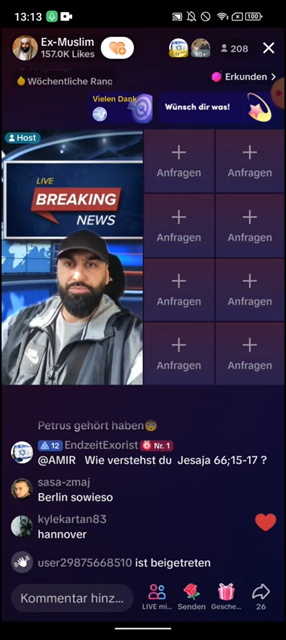 13:13
100
Ex-Muslim
157.0K Likes
208
Wöchentliche Rang
Erkunden >
Vielen Dank
Wünsch dir was!
Host
Anfragen
Anfragen
LIVE
BREAKING
NEWS
Anfragen
Anfragen
Anfragen
Anfragen
Anfragen
Anfragen
Petrus gehört haben
12 EndzeitExorist Nr. 1
@AMIR Wie verstehst du Jesaja 66;15-17 ?
sasa-zmaj
Berlin sowieso
kylekartan83
hannover
user29875668510 ist beigetreten
Kommentar hinz...
LIVE mi... Senden Gesche... 26